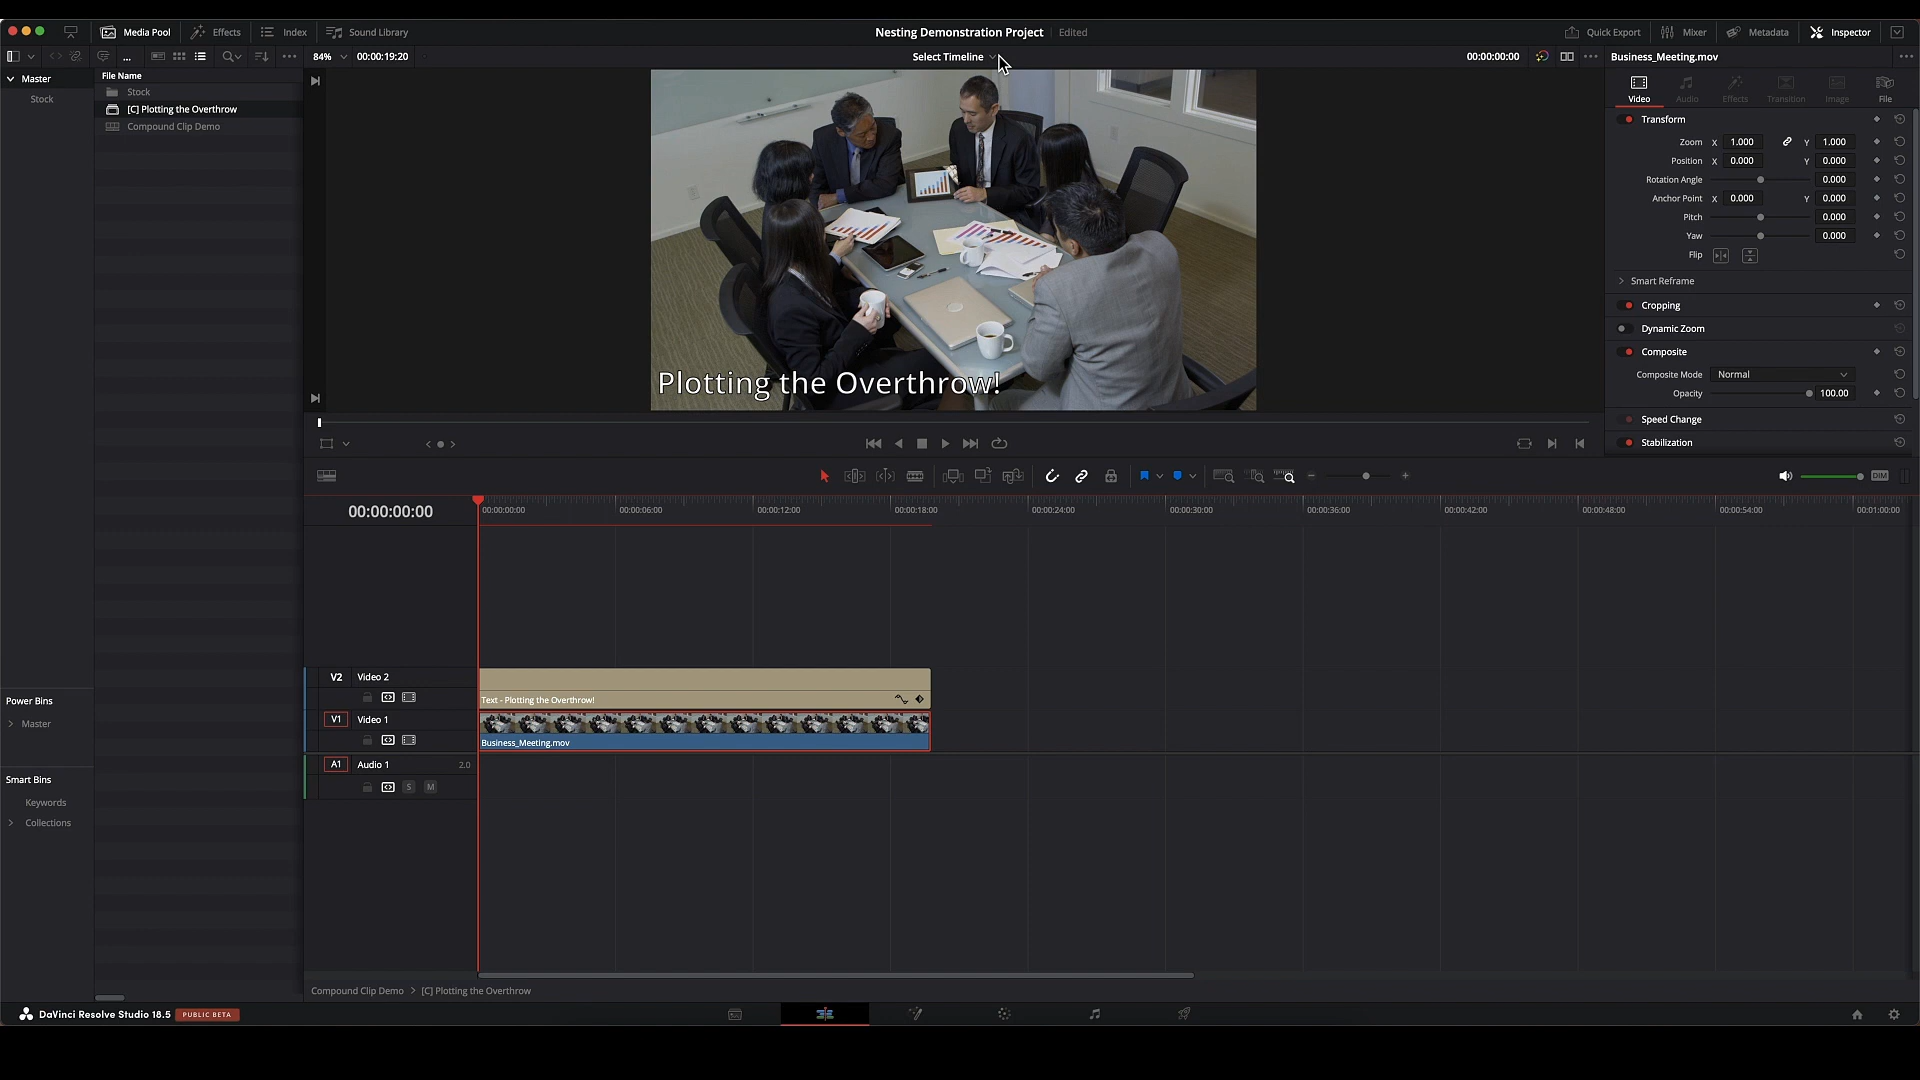 Media Pool Effects Index Sound Library Nesting Demonstration Project Edited Quick Export Mixer Metadata Inspector
84% 00:00:19:20 Select Timeline 00:00:00:00 Business_Meeting.mov
Master
Stock
File Name
Stock
[C] Plotting the Overthrow
Compound Clip Demo
Power Bins
Master
Smart Bins
Keywords
Collections
Plotting the Overthrow!
Video Audio Effects Transition Image File
Transform
Zoom X 1.000 Y 1.000
Position X 0.000 Y 0.000
Rotation Angle 0.000
Anchor Point X 0.000 Y 0.000
Pitch 0.000
Yaw 0.000
Flip
Smart Reframe
Cropping
Dynamic Zoom
Composite
Composite Mode Normal
Opacity 100.00
Speed Change
Stabilization
DIM
00:00:00:00
00:00:00:00 00:00:06:00 00:00:12:00 00:00:18:00 00:00:24:00 00:00:30:00 00:00:36:00 00:00:42:00 00:00:48:00 00:00:54:00 00:01:00:00
V2 Video 2
Text - Plotting the Overthrow!
V1 Video 1
Business_Meeting.mov
A1 Audio 1 2.0
S M
Compound Clip Demo > [C] Plotting the Overthrow
DaVinci Resolve Studio 18.5 PUBLIC BETA